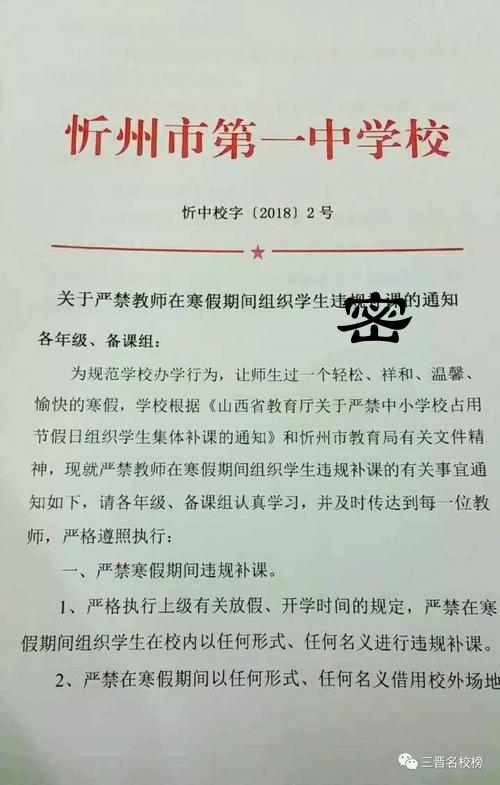 忻州市第一中学校
忻中校字〔2018〕2号
关于严禁教师在寒假期间组织学生违规课的通知
密
各年级、备课组：
为规范学校办学行为，让师生过一个轻松、祥和、温馨、
愉快的寒假，学校根据《山西省教育厅关于严禁中小学校占用
节假日组织学生集体补课的通知》和忻州市教育局有关文件精
神，现就严禁教师在寒假期间组织学生违规补课的有关事宜通
知如下，请各年级、备课组认真学习，并及时传达到每一位教
师，严格遵照执行：
一、严禁寒假期间违规补课。
1、严格执行上级有关放假、开学时间的规定，严禁在寒
假期间组织学生在校内以任何形式、任何名义进行违规补课。
2、严禁在寒假期间以任何形式、任何名义借用校外场地
三晋名校榜